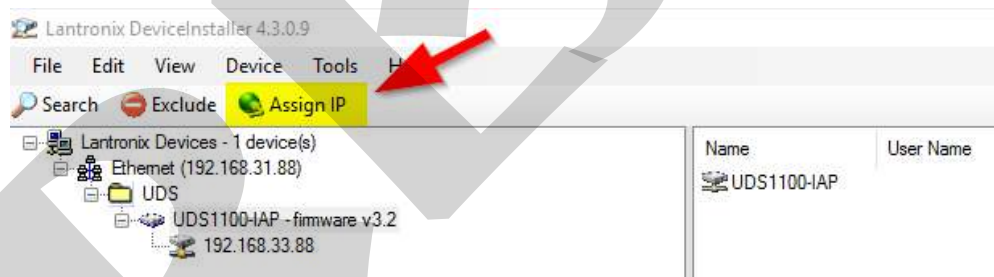 Lantronix DeviceInstaller 4.3.0.9
File Edit View Device Tools H
Search Exclude Assign IP
Lantronix Devices - 1 device(s)
Ethernet (192.168.31.88)
UDS
UDS1100-IAP - firmware v3.2
192.168.33.88
Name User Name
UDS1100-IAP